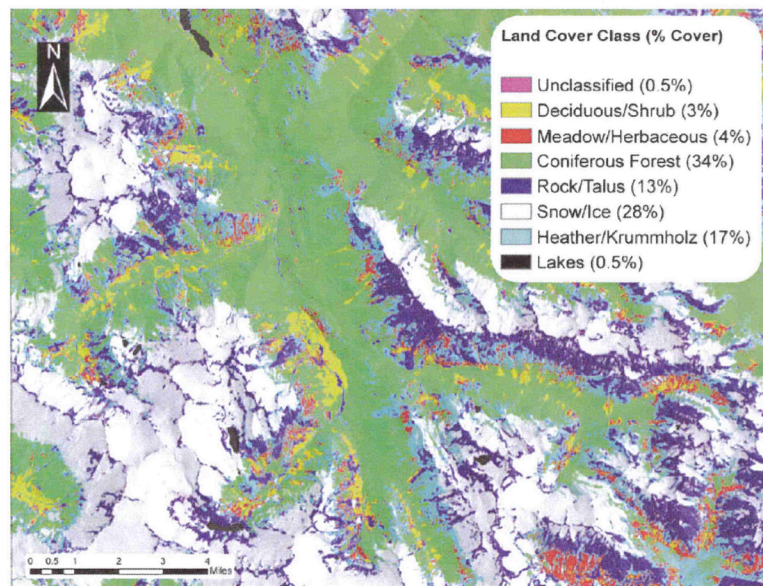 N
Land Cover Class (% Cover)
Unclassified (0.5%)
Deciduous/Shrub (3%)
Meadow/Herbaceous (4%)
Coniferous Forest (34%)
Rock/Talus (13%)
Snow/Ice (28%)
Heather/Krummholz (17%)
Lakes (0.5%)
0 0.5 1 2 3 4
Miles